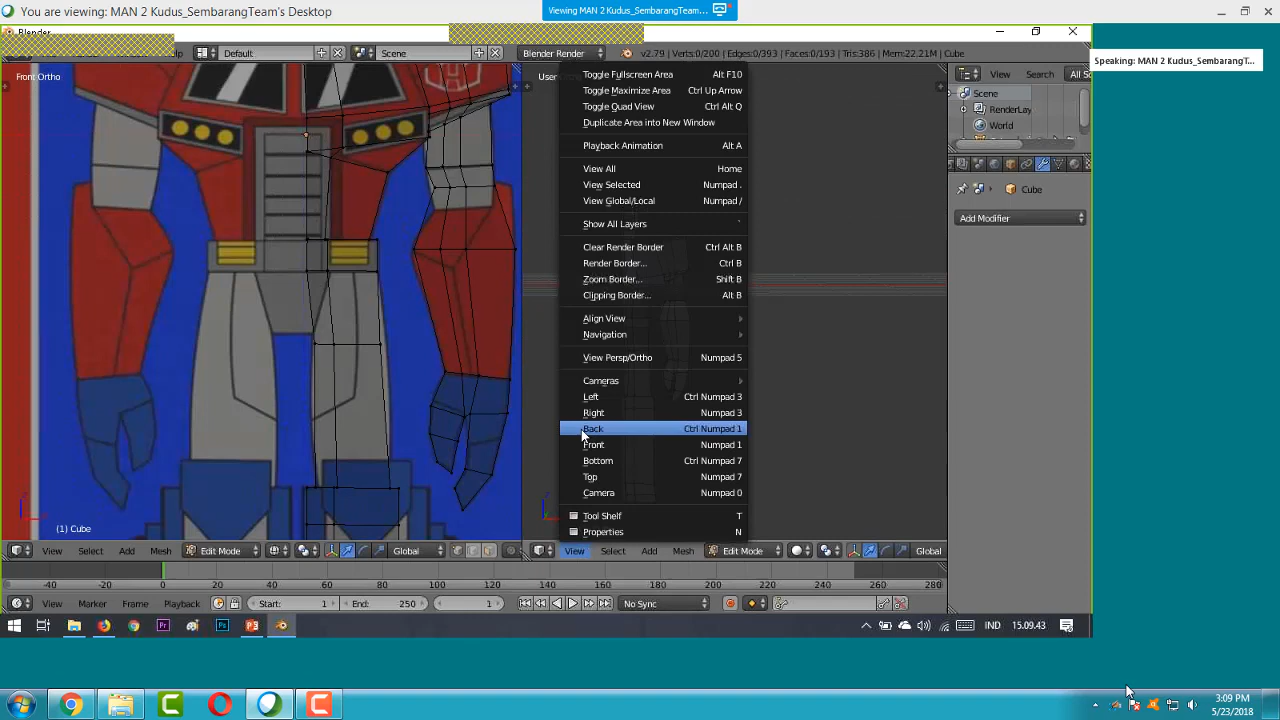 You are viewing: MAN 2 Kudus_SembarangTeam's Desktop
Viewing MAN 2 Kudus_SembarangTeam...
Blender
Default
Scene
Blender Render
v2.79 | Verts:0/200 | Edges:0/393 | Faces:0/193 | Tris:386 | Mem:22.21M | Cube
Speaking: MAN 2 Kudus_SembarangT...
Front Ortho
Toggle Fullscreen Area Alt F10
Toggle Maximize Area Ctrl Up Arrow
Toggle Quad View Ctrl Alt Q
Duplicate Area into New Window
Playback Animation Alt A
View All Home
View Selected Numpad .
View Global/Local Numpad /
Show All Layers `
Clear Render Border Ctrl Alt B
Render Border... Ctrl B
Zoom Border... Shift B
Clipping Border... Alt B
Align View
Navigation
View Persp/Ortho Numpad 5
Cameras
Left Ctrl Numpad 3
Right Numpad 3
Back Ctrl Numpad 1
Front Numpad 1
Bottom Ctrl Numpad 7
Top Numpad 7
Camera Numpad 0
Tool Shelf T
Properties N
View Search All Sc
Scene
RenderLay
World
Cube
Add Modifier
(1) Cube
View Select Add Mesh Edit Mode Global
View Select Add Mesh Edit Mode Global
-40 -20 0 20 40 60 80 100 120 140 160 180 200 220 240 260 280
View Marker Frame Playback Start: 1 End: 250 1 No Sync
IND 15.09.43
3:09 PM
5/23/2018